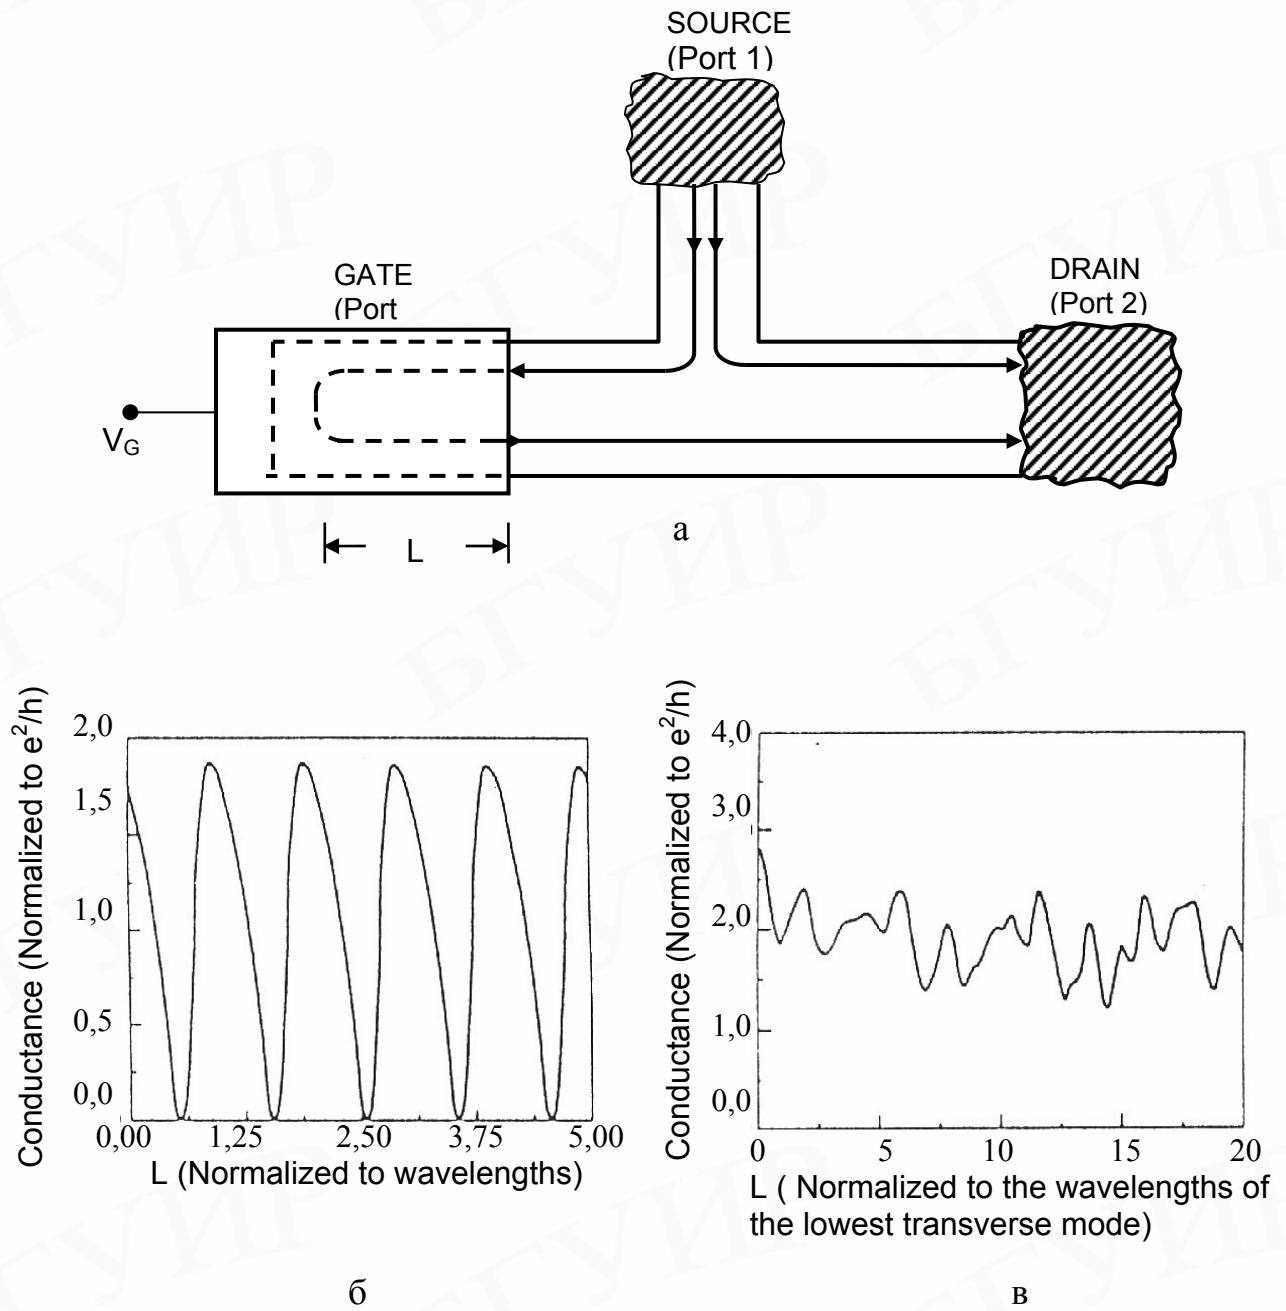 SOURCE
(Port 1)
GATE
(Port
DRAIN
(Port 2)
V_G
L
а
Conductance (Normalized to e²/h)
2,0
1,5
1,0
0,5
0,0
0,00 1,25 2,50 3,75 5,00
L (Normalized to wavelengths)
б
Conductance (Normalized to e²/h)
4,0
3,0
2,0
1,0
0,0
0 5 10 15 20
L ( Normalized to the wavelengths of
the lowest transverse mode)
в
БГУИР